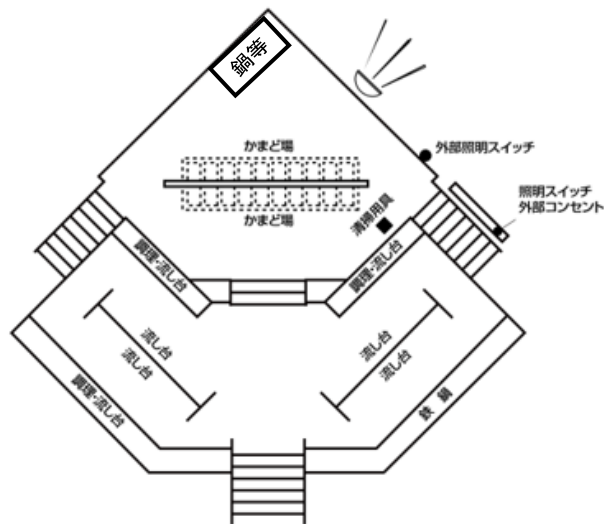 鍋等
かまど場
かまど場
外部照明スイッチ
照明スイッチ
外部コンセント
清掃用具
調理・流し台
調理・流し台
流し台
流し台
流し台
流し台
調理・流し台
鉄鍋